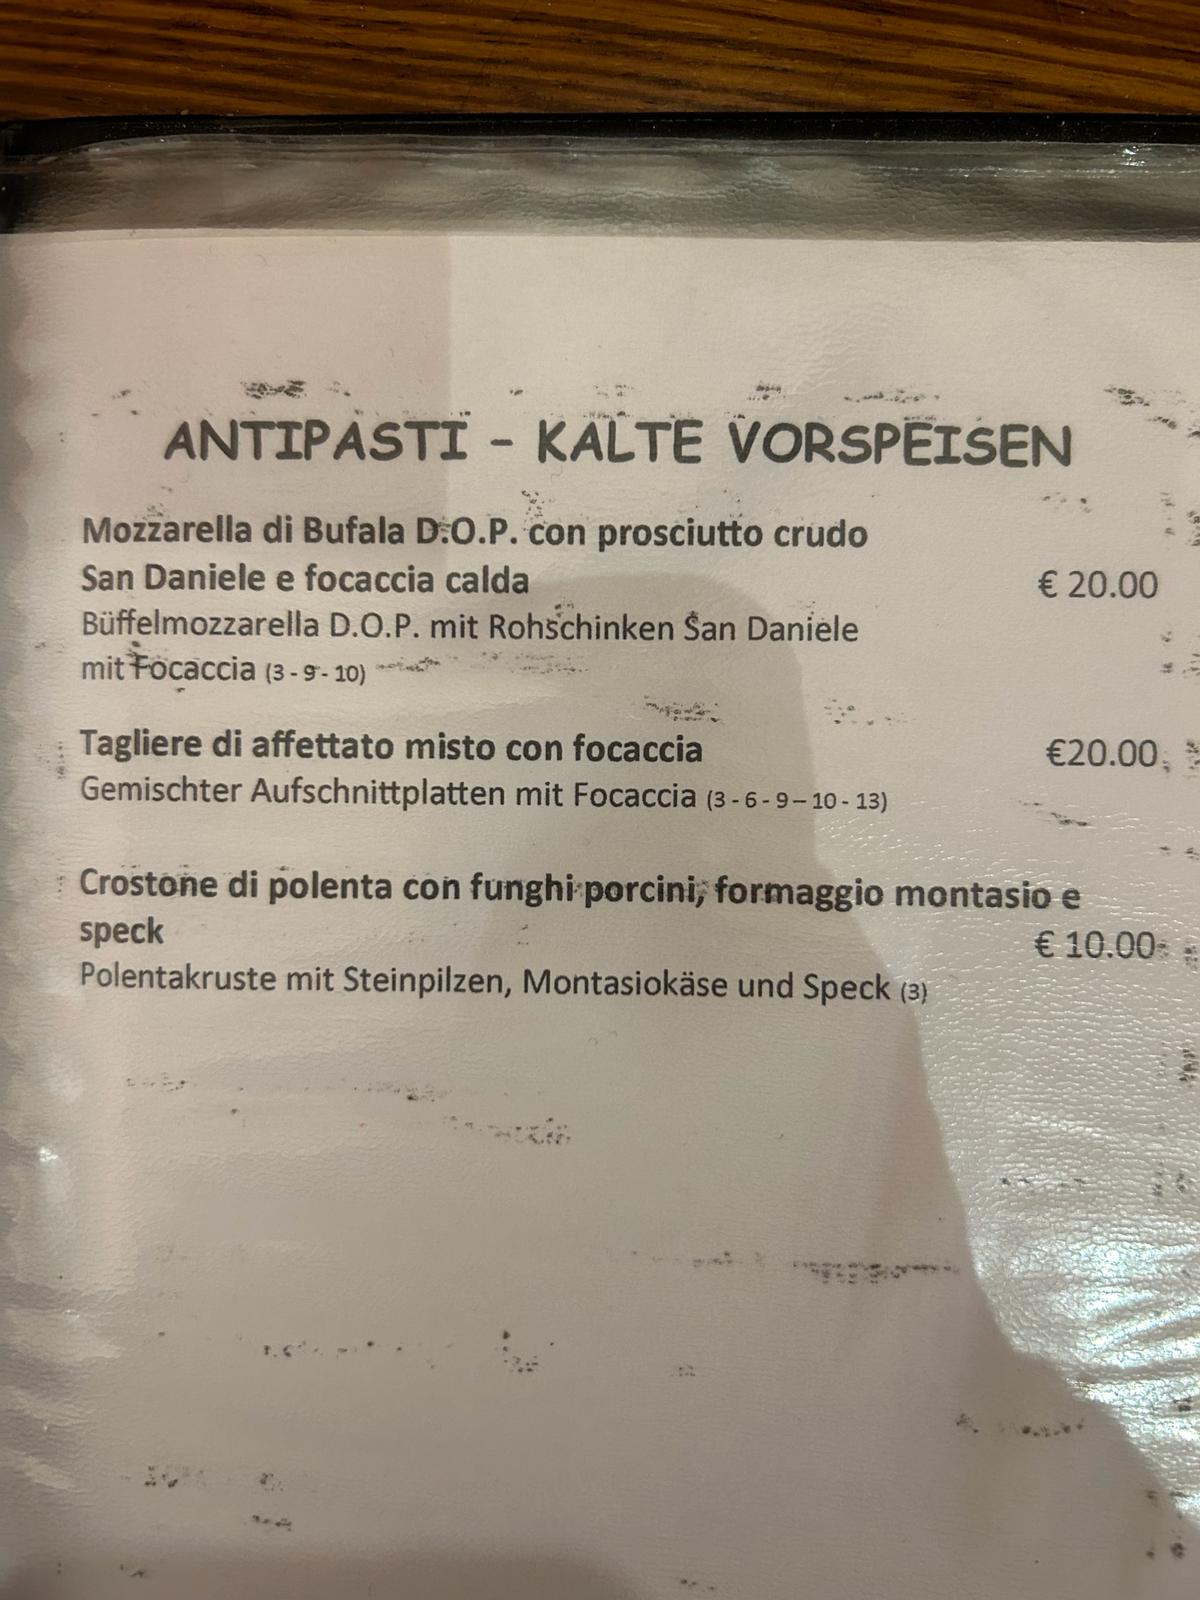 ANTIPASTI - KALTE VORSPEISEN
Mozzarella di Bufala D.O.P. con prosciutto crudo
San Daniele e focaccia calda € 20.00
Büffelmozzarella D.O.P. mit Rohschinken San Daniele
mit Focaccia (3 - 9 - 10)
Tagliere di affettato misto con focaccia €20.00
Gemischter Aufschnittplatten mit Focaccia (3 - 6 - 9 – 10 - 13)
Crostone di polenta con funghi porcini, formaggio montasio e
speck € 10.00
Polentakruste mit Steinpilzen, Montasiokäse und Speck (3)